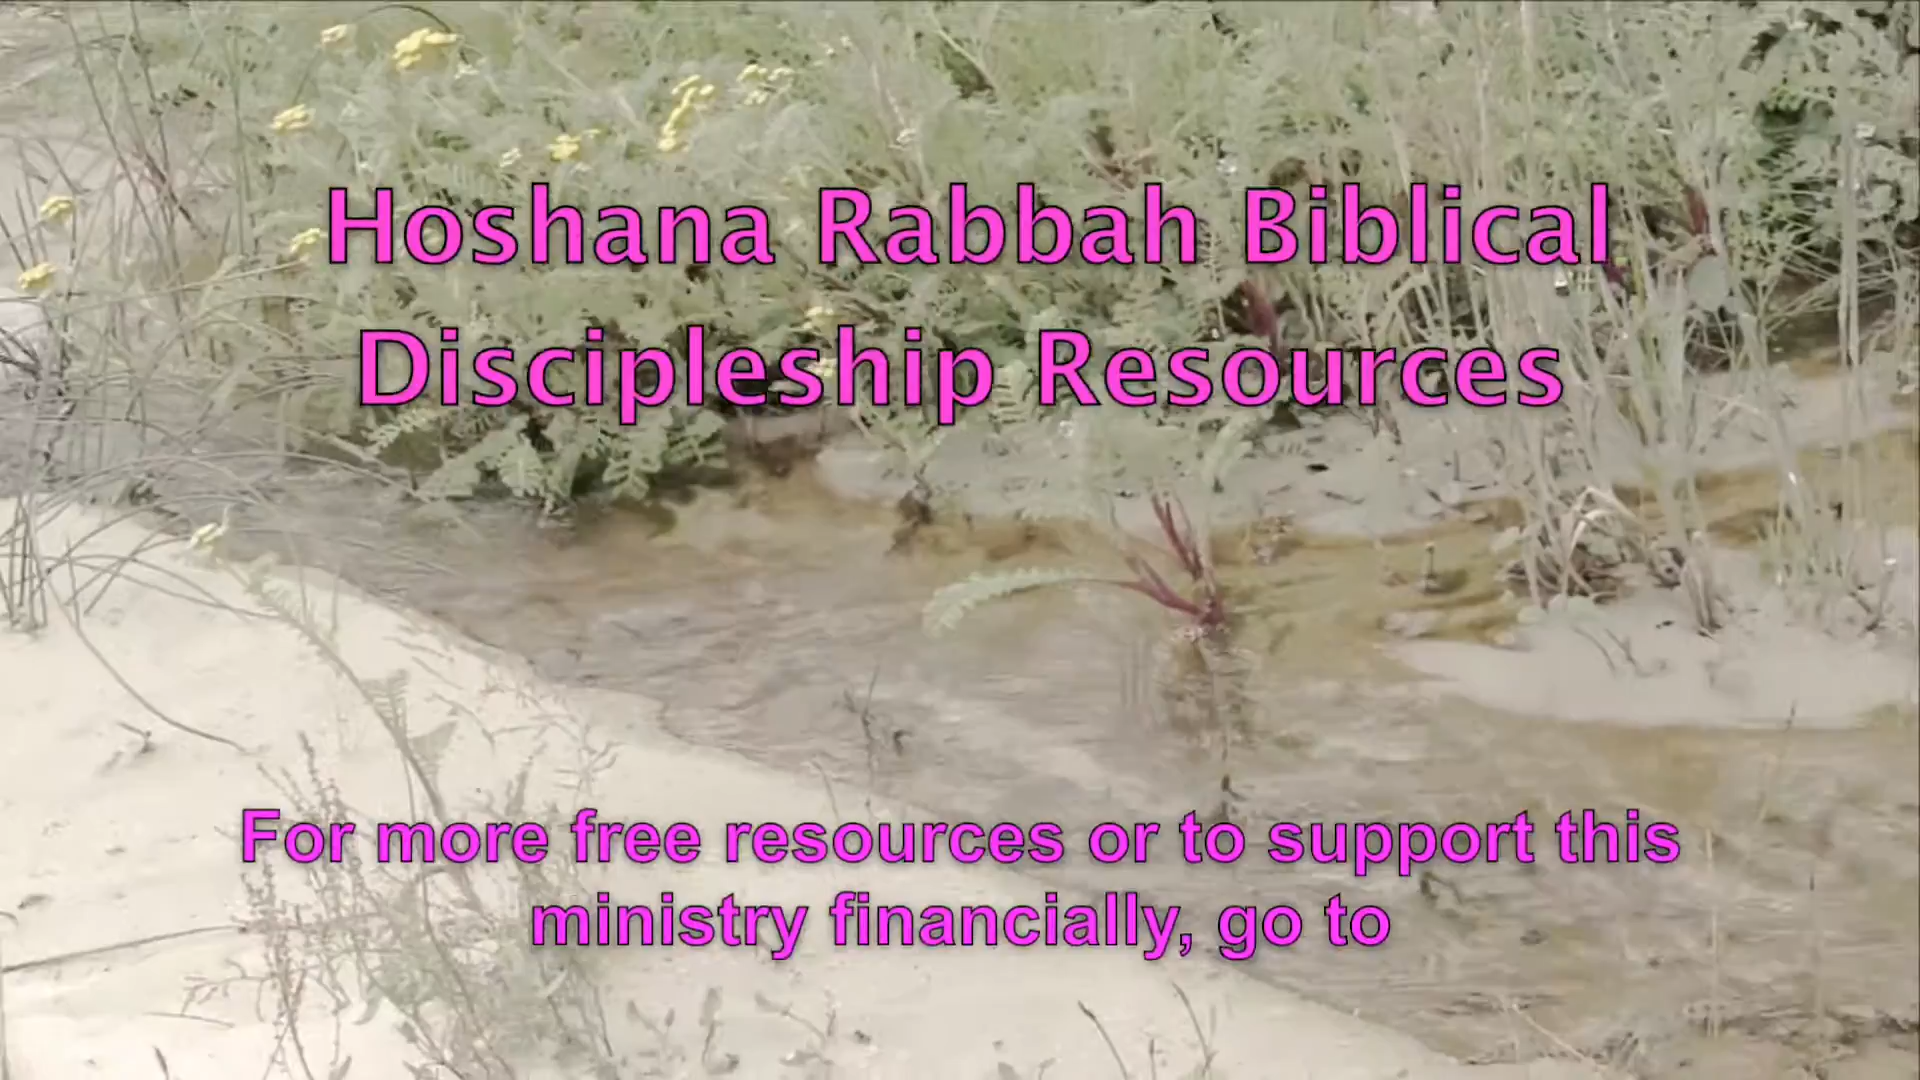 Hoshana Rabbah Biblical
Discipleship Resources
For more free resources or to support this
ministry financially, go to